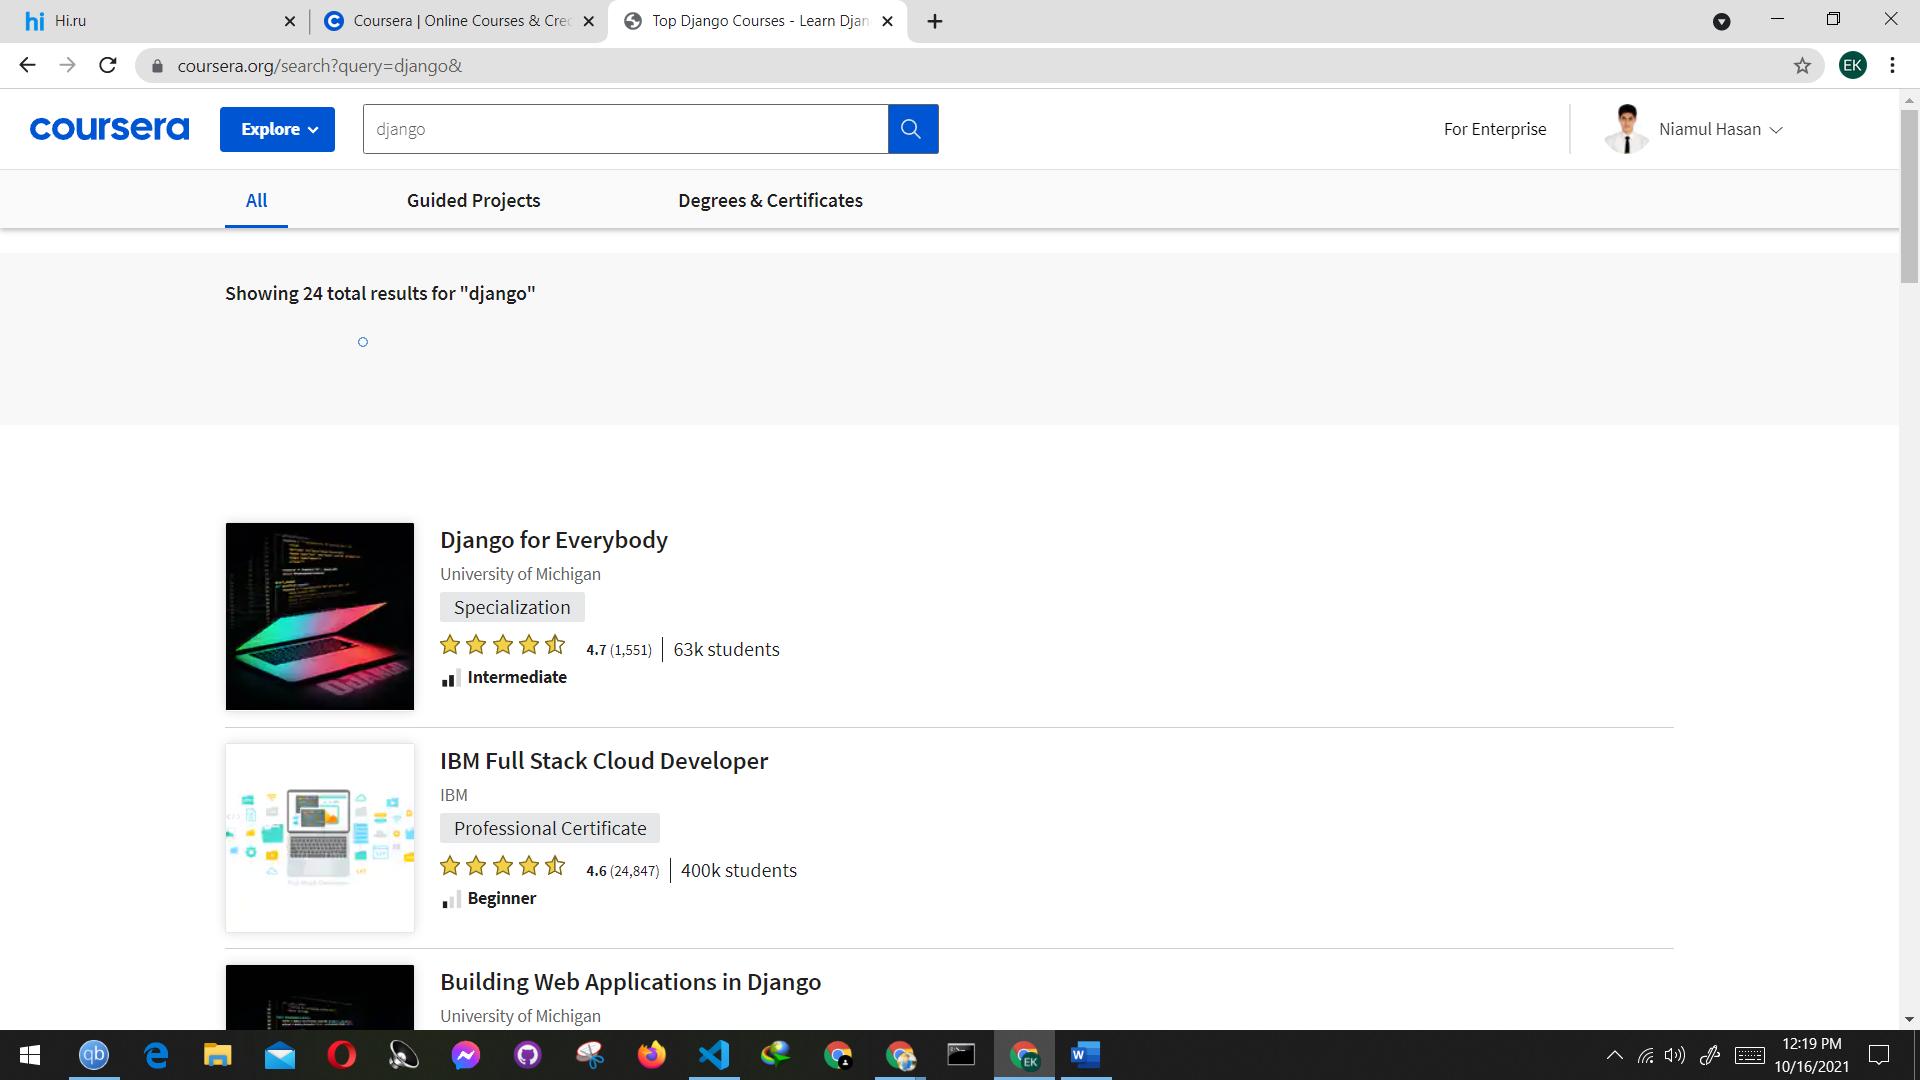 Hi.ru
Coursera | Online Courses & Cred
Top Django Courses - Learn Djan
coursera.org/search?query=django&
EK
coursera
Explore
django
For Enterprise
Niamul Hasan
All
Guided Projects
Degrees & Certificates
Showing 24 total results for "django"
Django for Everybody
University of Michigan
Specialization
4.7 (1,551) 63k students
Intermediate
IBM Full Stack Cloud Developer
IBM
Professional Certificate
4.6 (24,847) 400k students
Beginner
Building Web Applications in Django
University of Michigan
12:19 PM
10/16/2021